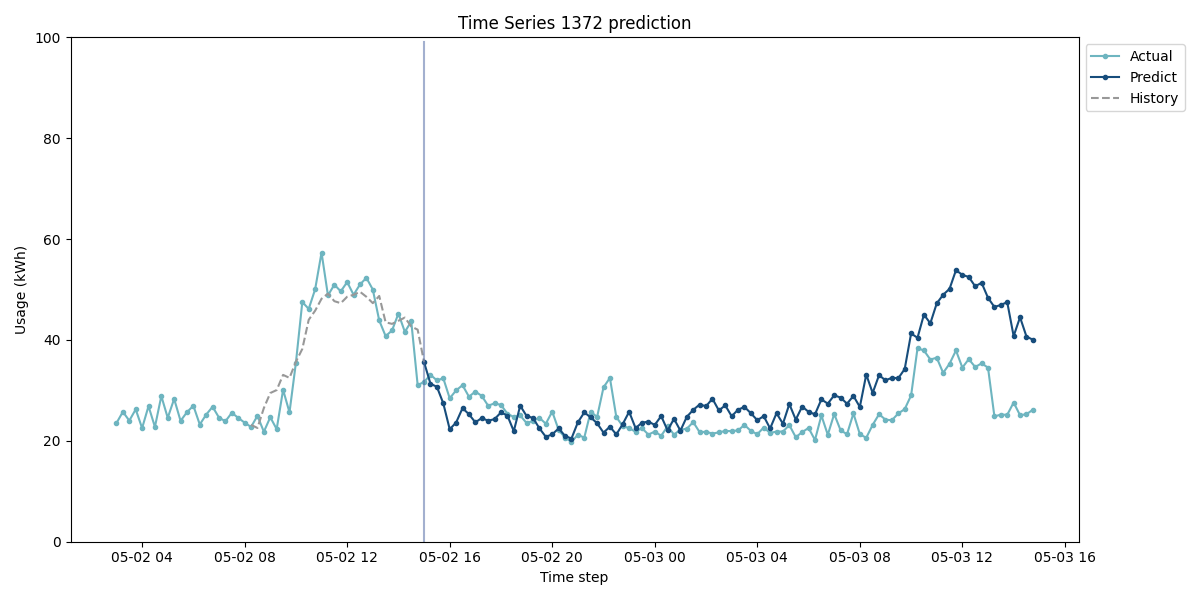 Time Series 1372 prediction
Usage (kWh)
100
80
60
40
20
0
05-02 04
05-02 08
05-02 12
05-02 16
05-02 20
05-03 00
05-03 04
05-03 08
05-03 12
05-03 16
Time step
Actual
Predict
History